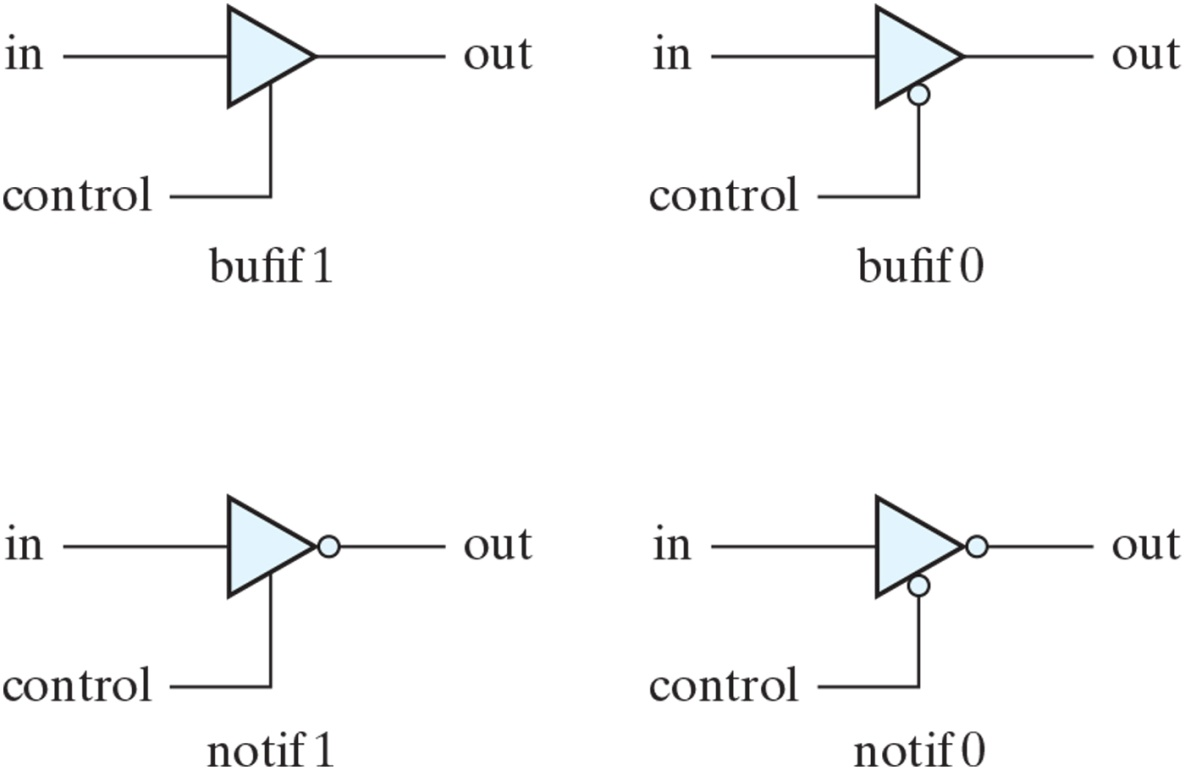 in out
control
bufif 1
in out
control
bufif 0
in out
control
notif 1
in out
control
notif 0